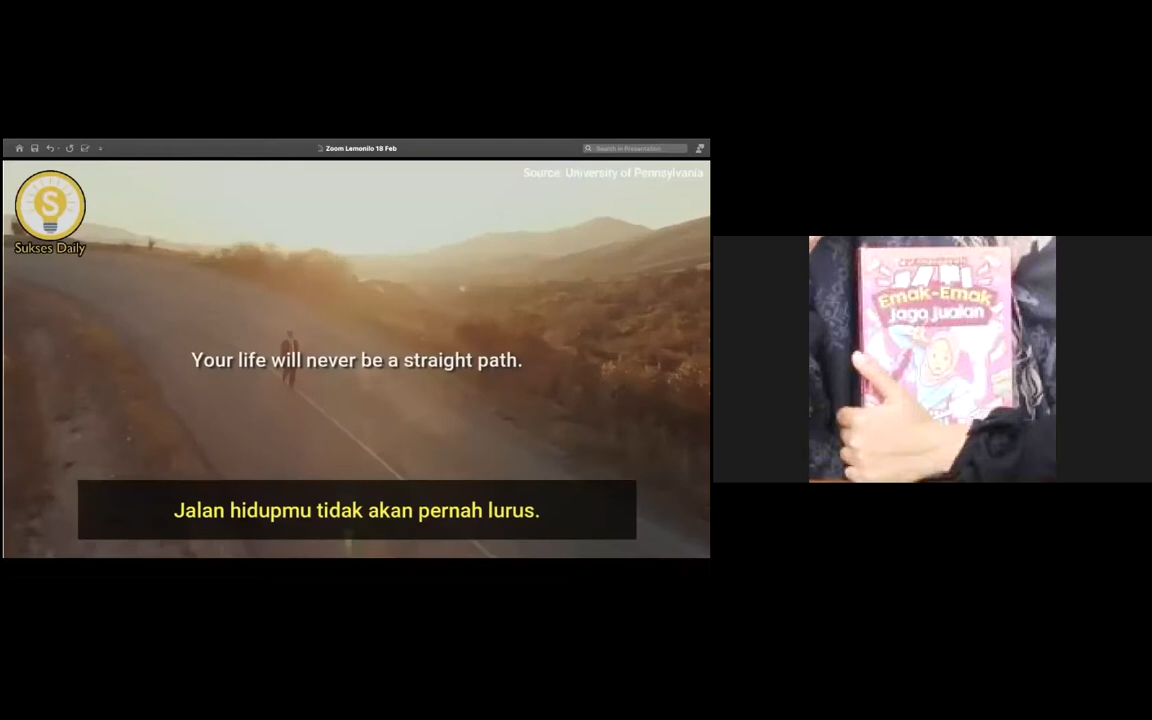 Zoom Lemonilo 18 Feb
Search in Presentation
Source: University of Pennsylvania
S
Sukses Daily
Your life will never be a straight path.
Jalan hidupmu tidak akan pernah lurus.
Emak-Emak
Jago Jualan